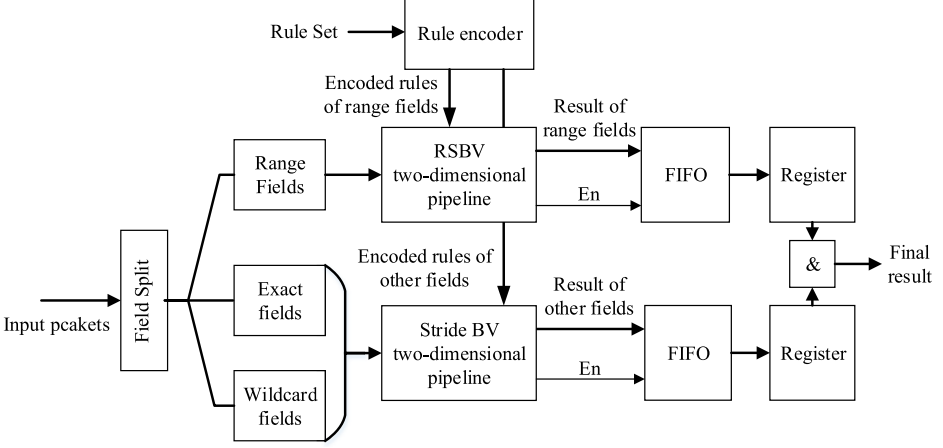 Rule Set
Rule encoder
Encoded rules
of range fields
Result of
range fields
Range
Fields
RSBV
two-dimensional
pipeline
En
FIFO
Register
Encoded rules of
other fields
&
Final
result
Field Split
Input pcakets
Exact
fields
Result of
other fields
Stride BV
two-dimensional
pipeline
En
FIFO
Register
Wildcard
fields